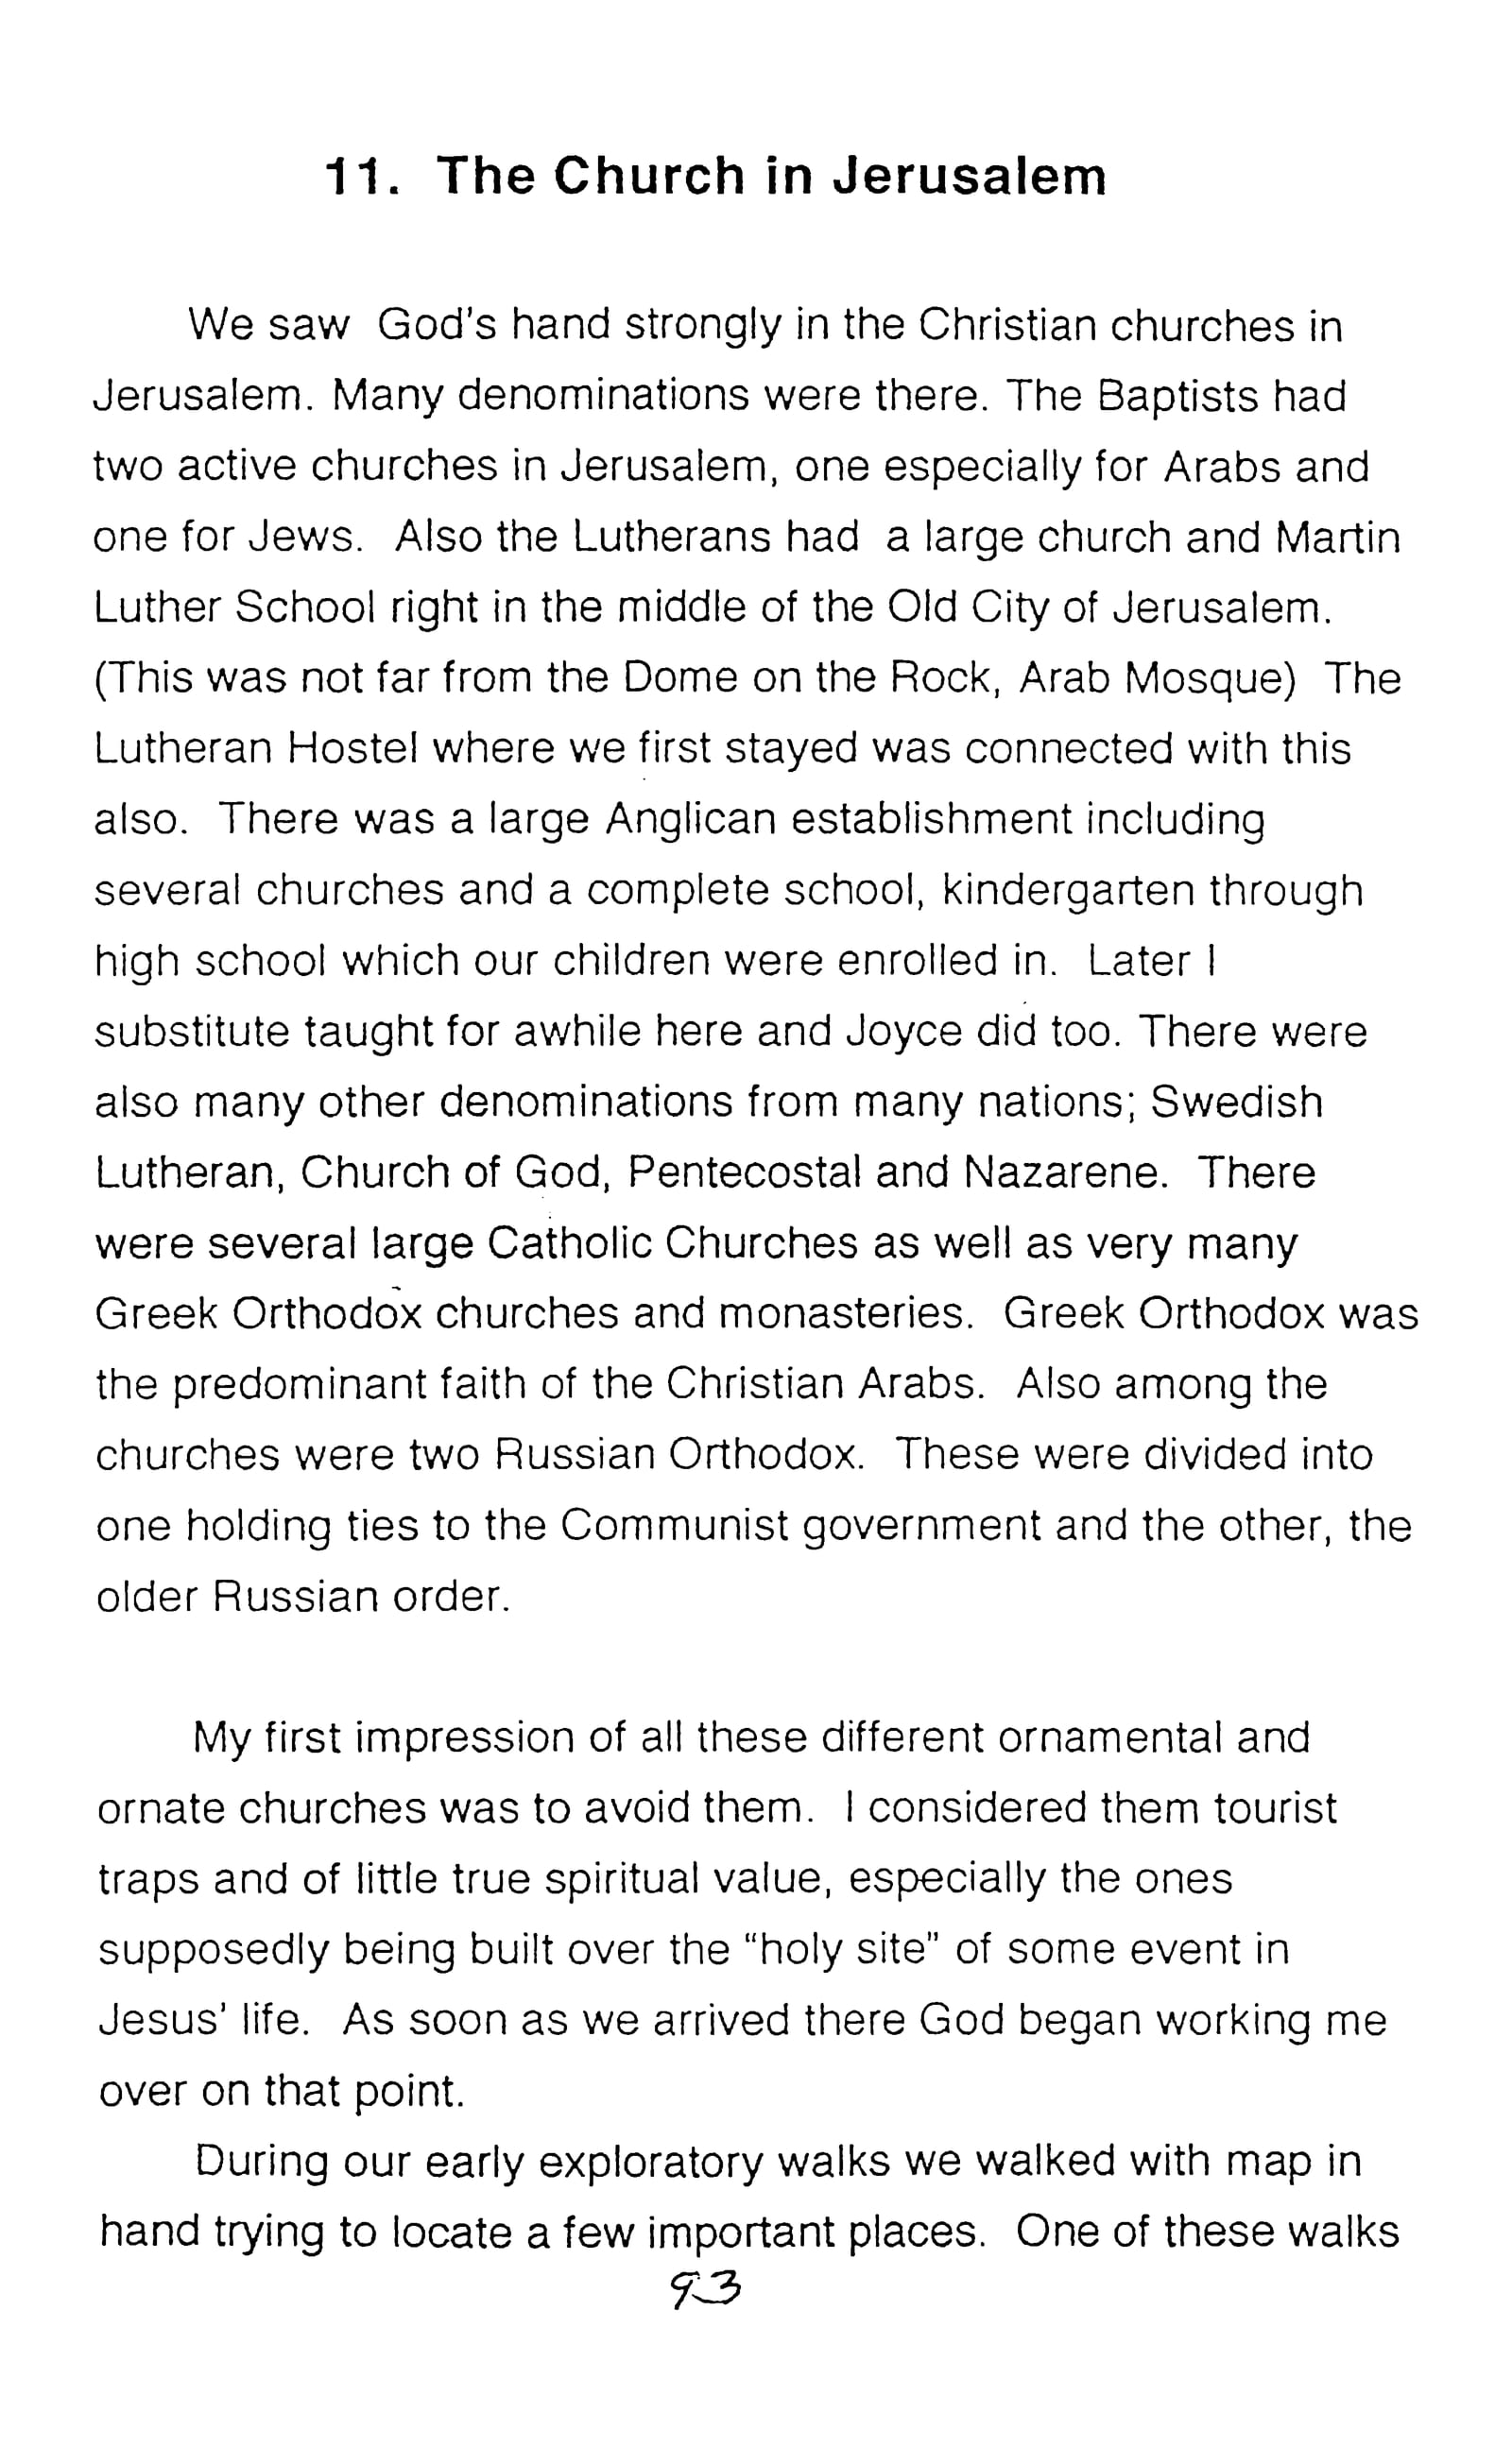 11. The Church in Jerusalem
We saw God's hand strongly in the Christian churches in
Jerusalem. Many denominations were there. The Baptists had
two active churches in Jerusalem, one especially for Arabs and
one for Jews. Also the Lutherans had a large church and Martin
Luther School right in the middle of the Old City of Jerusalem.
(This was not far from the Dome on the Rock, Arab Mosque) The
Lutheran Hostel where we first stayed was connected with this
also. There was a large Anglican establishment including
several churches and a complete school, kindergarten through
high school which our children were enrolled in. Later I
substitute taught for awhile here and Joyce did too. There were
also many other denominations from many nations; Swedish
Lutheran, Church of God, Pentecostal and Nazarene. There
were several large Catholic Churches as well as very many
Greek Orthodox churches and monasteries. Greek Orthodox was
the predominant faith of the Christian Arabs. Also among the
churches were two Russian Orthodox. These were divided into
one holding ties to the Communist government and the other, the
older Russian order.
My first impression of all these different ornamental and
ornate churches was to avoid them. I considered them tourist
traps and of little true spiritual value, especially the ones
supposedly being built over the "holy site" of some event in
Jesus' life. As soon as we arrived there God began working me
over on that point.
During our early exploratory walks we walked with map in
hand trying to locate a few important places. One of these walks
93